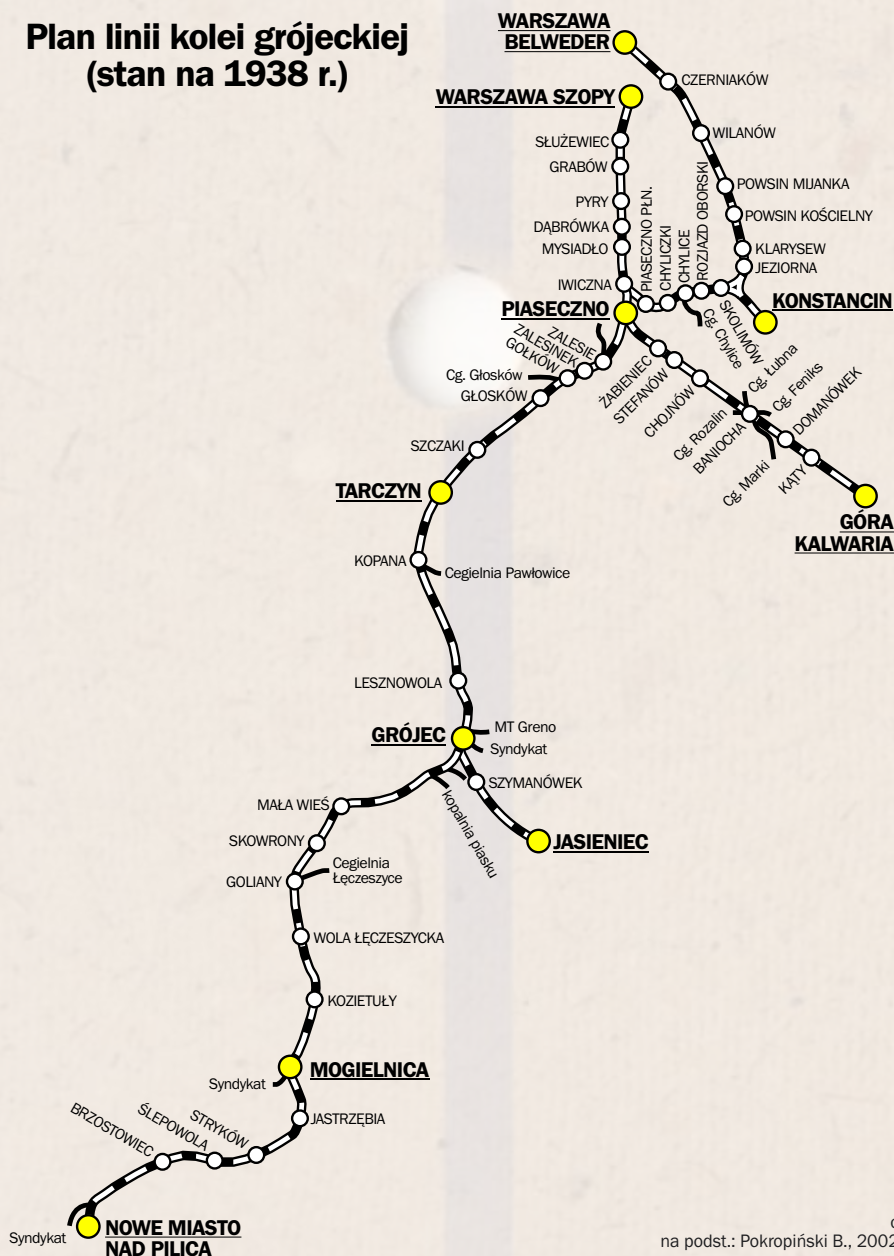 Plan linii kolei grójeckiej
(stan na 1938 r.)
WARSZAWA
BELWEDER
CZERNIAKÓW
WARSZAWA SZOPY
WILANÓW
SŁUŻEWIEC
GRABÓW
POWSIN MIJANKA
PYRY
POWSIN KOŚCIELNY
DĄBRÓWKA
MYSIADŁO
KLARYSEW
JEZIORNA
IWICZNA
PIASECZNO PŁN.
CHYLICZKI
CHYLICE
ROZJAZD OBORSKI
SKOLIMÓW
Cg. Chylice
KONSTANCIN
PIASECZNO
ZALESIE
ZALESINEK
GOŁKÓW
Cg. Głosków
GŁOSKÓW
ŻABIENIEC
STEFANÓW
CHOJNÓW
Cg. Łubna
Cg. Feniks
Cg. Rozalin
BANIOCHA
Cg. Marki
DOMANÓWEK
KĄTY
GÓRA
KALWARIA
SZCZAKI
TARCZYN
KOPANA
Cegielnia Pawłowice
LESZNOWOLA
GRÓJEC
MT Greno
Syndykat
SZYMANÓWEK
kopalnia piasku
JASIENIEC
MAŁA WIEŚ
SKOWRONY
GOLIANY
Cegielnia
Łęczeszyce
WOLA ŁĘCZESZYCKA
KOZIETUŁY
MOGIELNICA
Syndykat
JASTRZĘBIA
STRYKÓW
ŚLEPOWOLA
BRZOSTOWIEC
Syndykat
NOWE MIASTO
NAD PILICĄ
na podst.: Pokropiński B., 2002